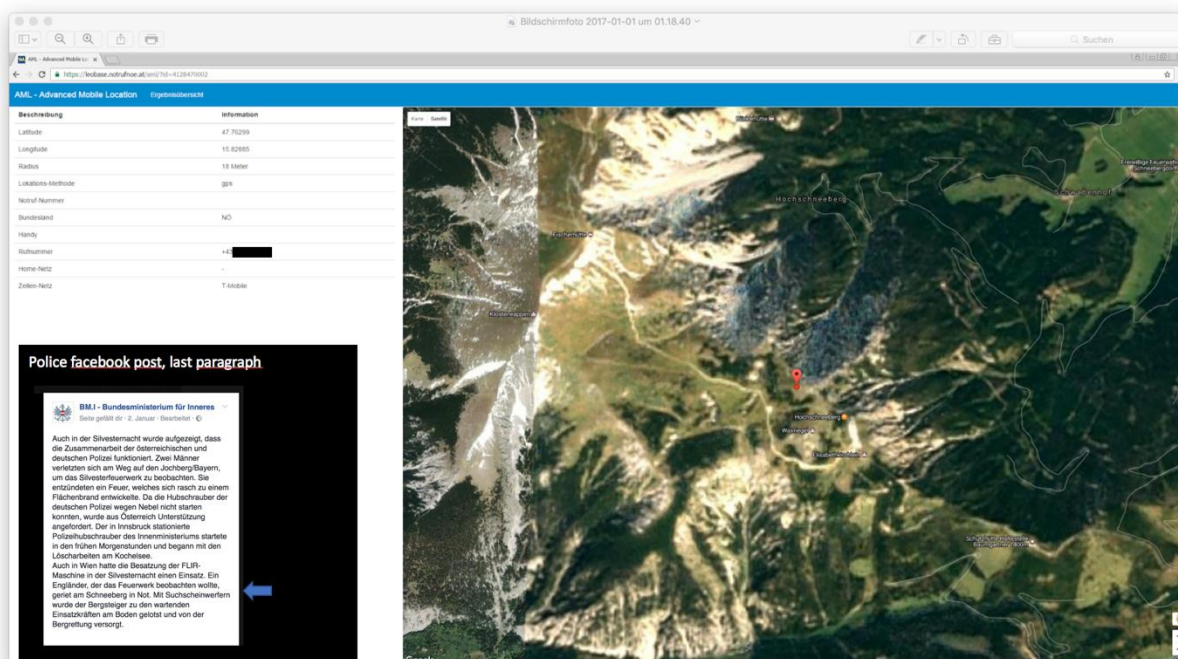 Bildschirmfoto 2017-01-01 um 01.18.40
Suchen
AML - Advanced Mobile Lo
https://leobase.notrufnoe.at/aml/?id=4128470002
AML - Advanced Mobile Location Ergebnisübersicht
Beschreibung Information
Latitude 47.76299
Longitude 15.82885
Radius 18 Meter
Lokations-Methode gps
Notruf-Nummer
Bundesland NÖ
Handy
Rufnummer +43
Home-Netz -
Zellen-Netz T-Mobile
Karte Satellit
Hochschneeberg
Fischerhütte
Klosterwappen
Hochschneeberg
Waxriegel
Police facebook post, last paragraph
BM.I - Bundesministerium für Inneres
Seite gefällt dir · 2. Januar · Bearbeitet ·
Auch in der Silvesternacht wurde aufgezeigt, dass
die Zusammenarbeit der österreichischen und
deutschen Polizei funktioniert. Zwei Männer
verletzten sich am Weg auf den Jochberg/Bayern,
um das Silvesterfeuerwerk zu beobachten. Sie
entzündeten ein Feuer, welches sich rasch zu einem
Flächenbrand entwickelte. Da die Hubschrauber der
deutschen Polizei wegen Nebel nicht starten
konnten, wurde aus Österreich Unterstützung
angefordert. Der in Innsbruck stationierte
Polizeihubschrauber des Innenministeriums startete
in den frühen Morgenstunden und begann mit den
Löscharbeiten am Kochelsee.
Auch in Wien hatte die Besatzung der FLIR-
Maschine in der Silvesternacht einen Einsatz. Ein
Engländer, der das Feuerwerk beobachten wollte,
geriet am Schneeberg in Not. Mit Suchscheinwerfern
wurde der Bergsteiger zu den wartenden
Einsatzkräften am Boden gelotst und von der
Bergrettung versorgt.
Google